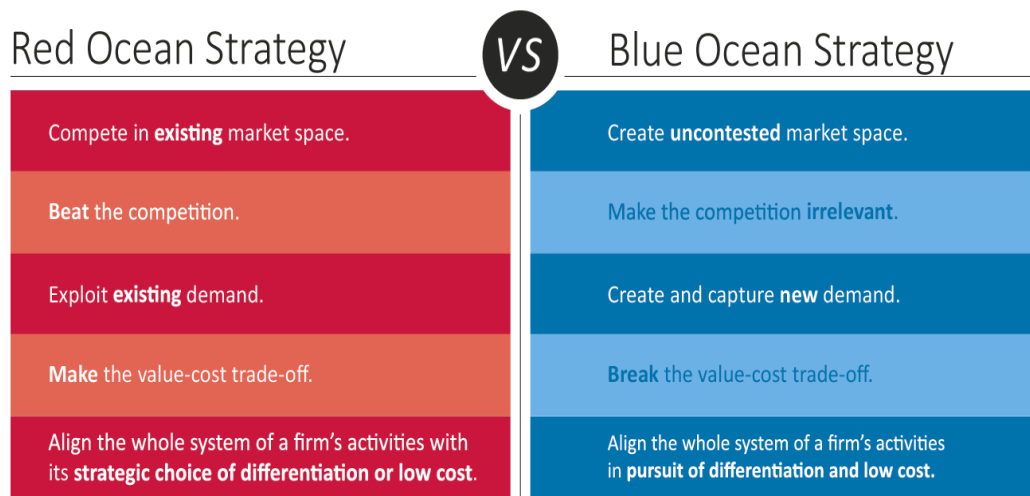 Red Ocean Strategy
VS
Blue Ocean Strategy
Compete in existing market space.
Create uncontested market space.
Beat the competition.
Make the competition irrelevant.
Exploit existing demand.
Create and capture new demand.
Make the value-cost trade-off.
Break the value-cost trade-off.
Align the whole system of a firm’s activities with
its strategic choice of differentiation or low cost.
Align the whole system of a firm’s activities
in pursuit of differentiation and low cost.